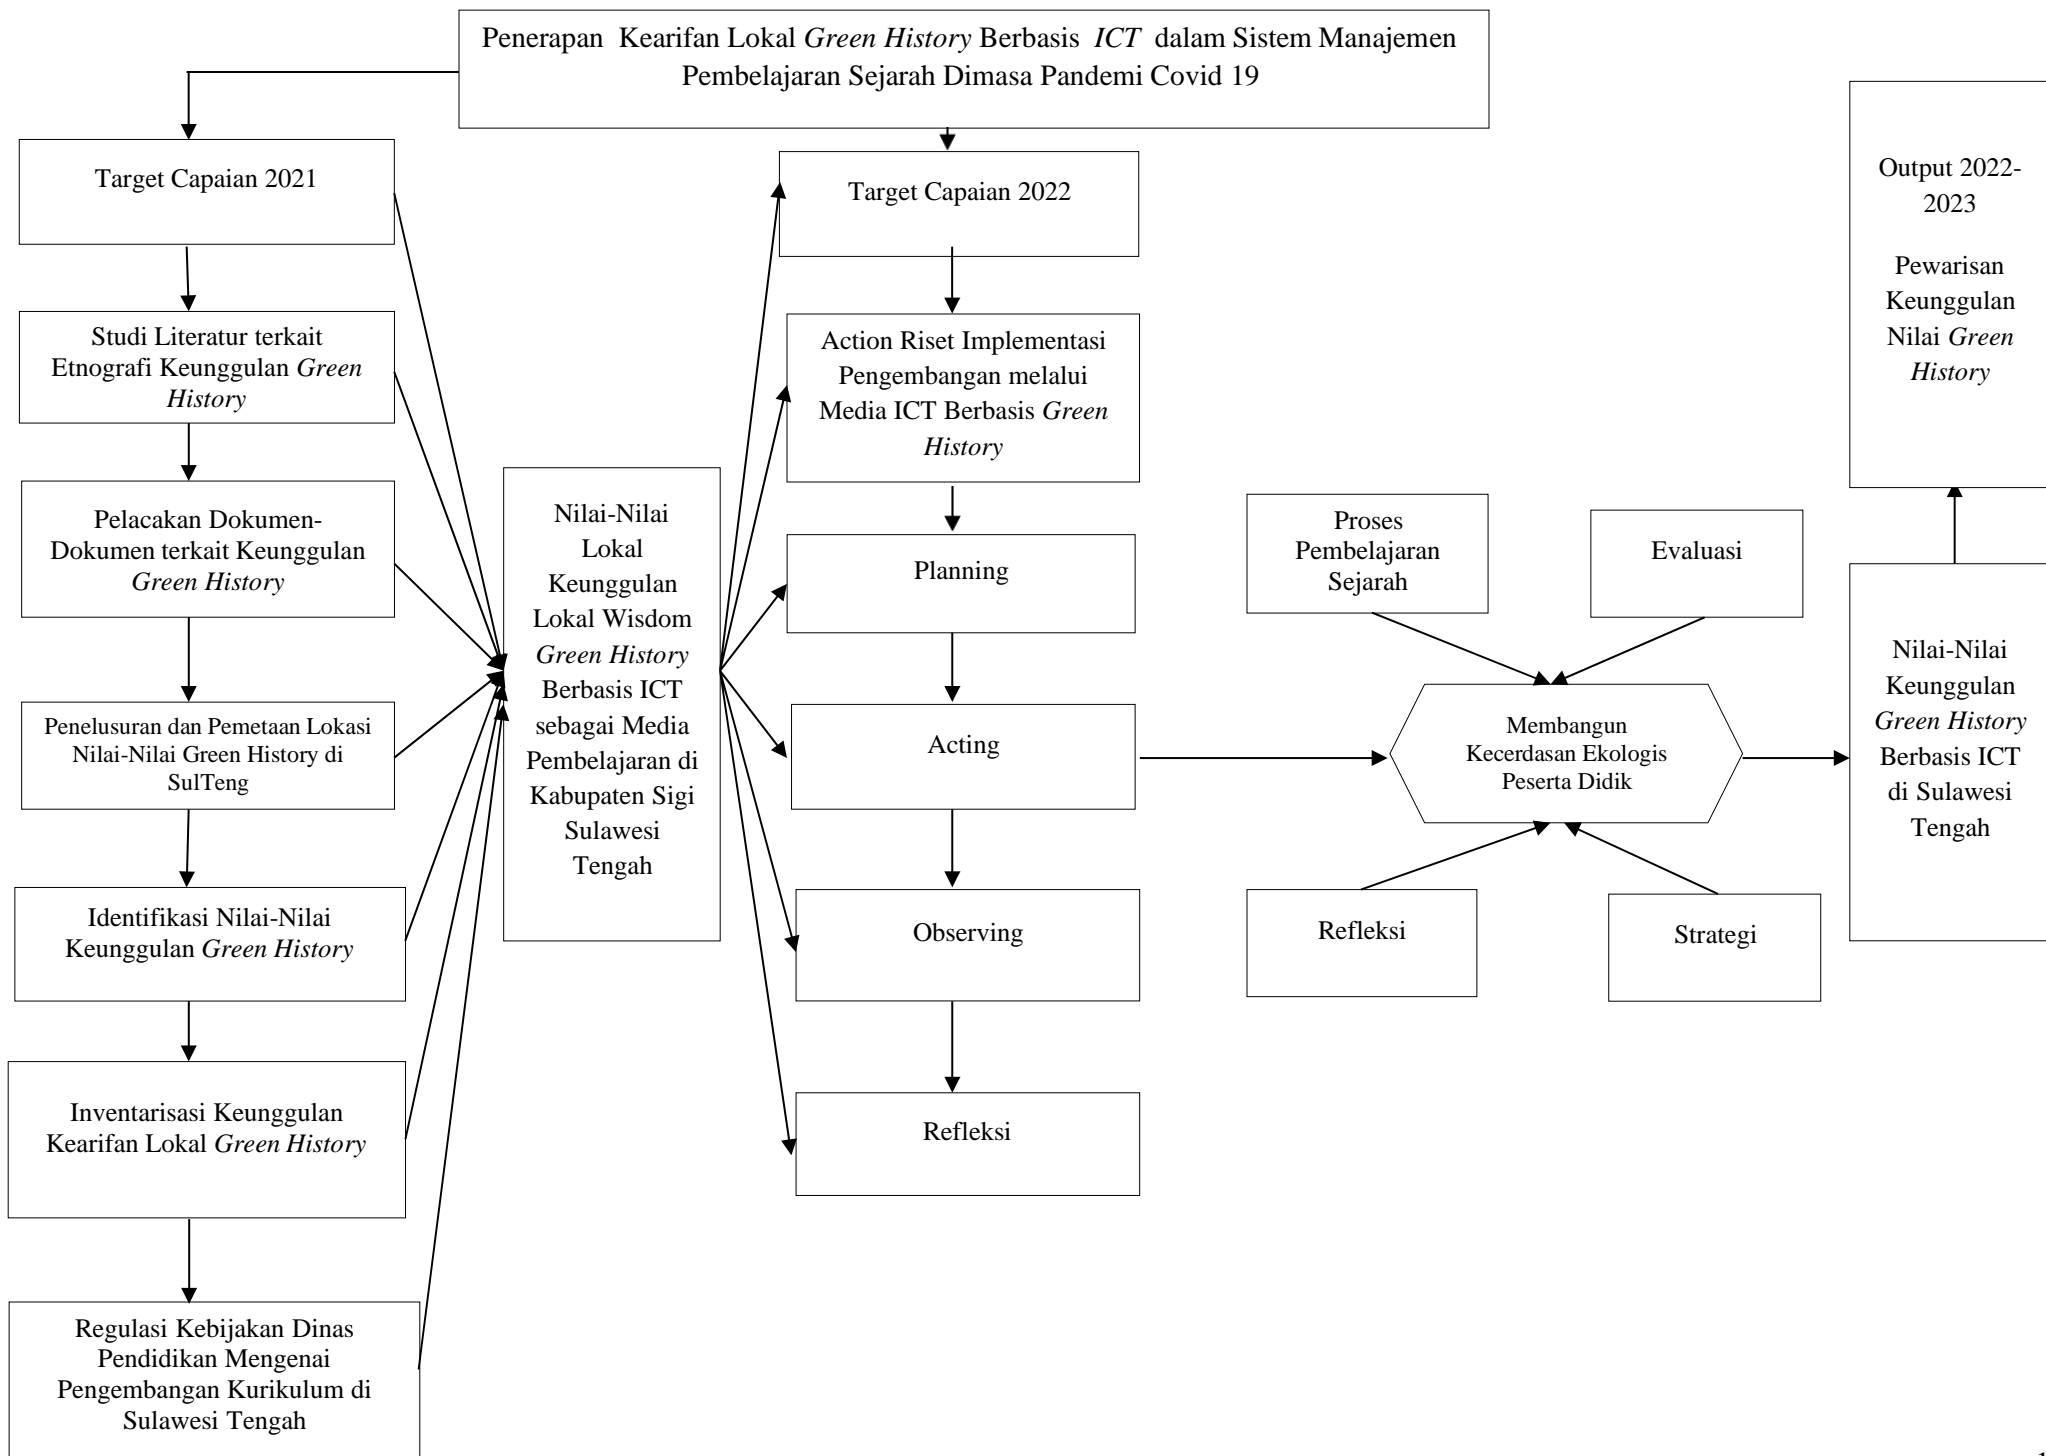 Penerapan Kearifan Lokal Green History Berbasis ICT dalam Sistem Manajemen
Pembelajaran Sejarah Dimasa Pandemi Covid 19
Target Capaian 2021
Studi Literatur terkait
Etnografi Keunggulan Green
History
Pelacakan Dokumen-
Dokumen terkait Keunggulan
Green History
Penelusuran dan Pemetaan Lokasi
Nilai-Nilai Green History di
SulTeng
Identifikasi Nilai-Nilai
Keunggulan Green History
Inventarisasi Keunggulan
Kearifan Lokal Green History
Regulasi Kebijakan Dinas
Pendidikan Mengenai
Pengembangan Kurikulum di
Sulawesi Tengah
Nilai-Nilai
Lokal
Keunggulan
Lokal Wisdom
Green History
Berbasis ICT
sebagai Media
Pembelajaran di
Kabupaten Sigi
Sulawesi
Tengah
Target Capaian 2022
Action Riset Implementasi
Pengembangan melalui
Media ICT Berbasis Green
History
Planning
Acting
Observing
Refleksi
Proses
Pembelajaran
Sejarah
Evaluasi
Membangun
Kecerdasan Ekologis
Peserta Didik
Refleksi
Strategi
Output 2022-
2023
Pewarisan
Keunggulan
Nilai Green
History
Nilai-Nilai
Keunggulan
Green History
Berbasis ICT
di Sulawesi
Tengah
1